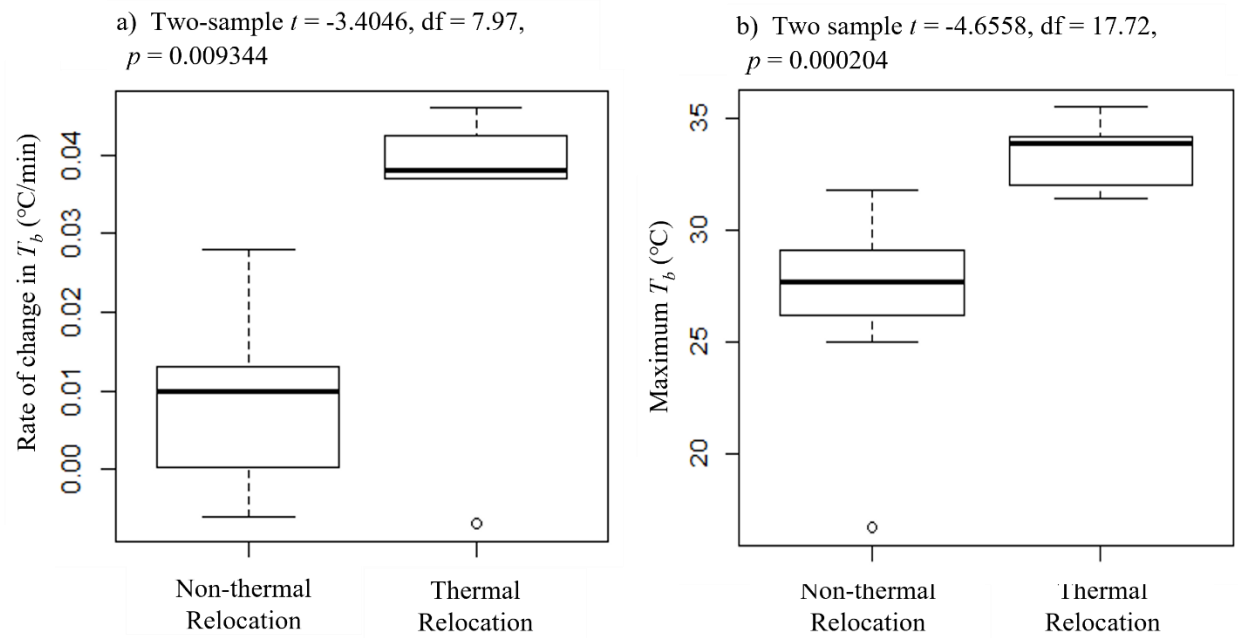 a) Two-sample t = -3.4046, df = 7.97,
p = 0.009344
Rate of change in Tb (°C/min)
0.04
0.03
0.02
0.01
0.00
Non-thermal
Relocation
Thermal
Relocation
b) Two sample t = -4.6558, df = 17.72,
p = 0.000204
Maximum Tb (°C)
35
30
25
20
Non-thermal
Relocation
Thermal
Relocation